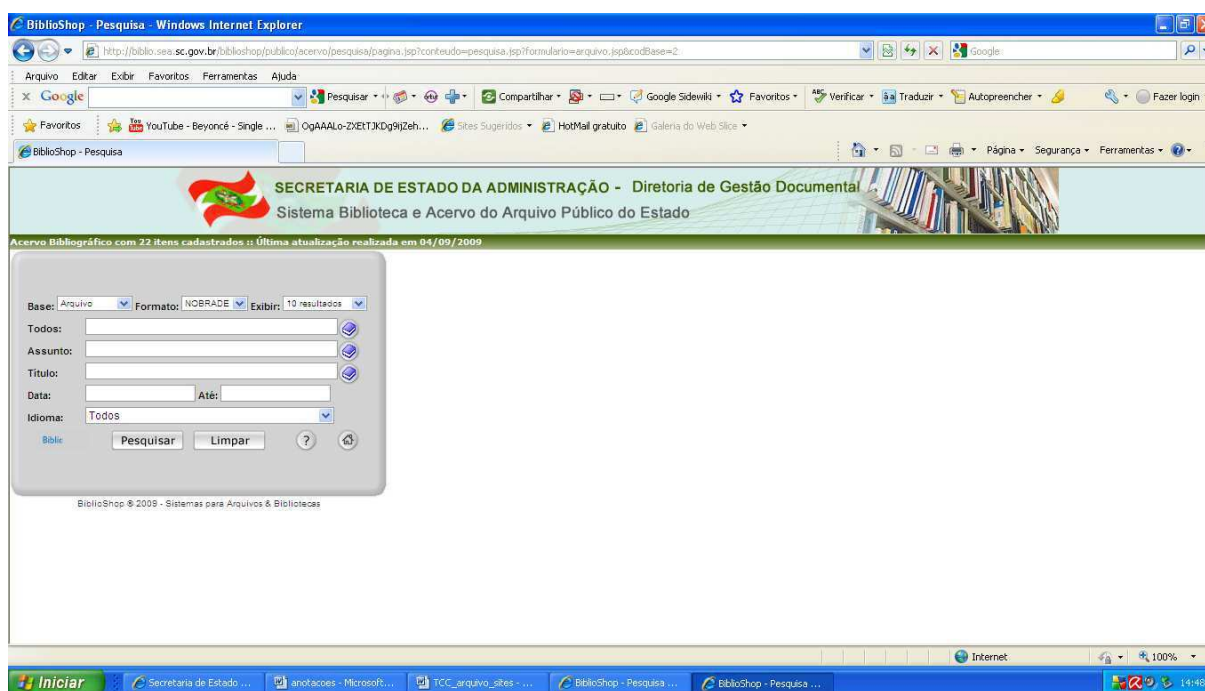 BiblioShop - Pesquisa - Windows Internet Explorer
http://biblio.sea.sc.gov.br/biblioshop/publico/acervo/pesquisa/pagina.jsp?conteudo=pesquisa.jsp?formulario=arquivo.jsp&codBase=2
Google
Arquivo Editar Exibir Favoritos Ferramentas Ajuda
x Google Pesquisar Compartilhar Google Sidewiki Favoritos Verificar Traduzir Autopreencher Fazer login
Favoritos YouTube - Beyoncé - Single ... OgAAALo-ZXEtTJKDg9ijZeh... Sites Sugeridos HotMail gratuito Galeria do Web Slice
BiblioShop - Pesquisa Página Segurança Ferramentas
SECRETARIA DE ESTADO DA ADMINISTRAÇÃO - Diretoria de Gestão Documental
Sistema Biblioteca e Acervo do Arquivo Público do Estado
Acervo Bibliográfico com 22 itens cadastrados :: Última atualização realizada em 04/09/2009
Base: Arquivo Formato: NOBRADE Exibir: 10 resultados
Todos:
Assunto:
Título:
Data: Até:
Idioma: Todos
Biblic Pesquisar Limpar ?
BiblioShop ® 2009 - Sistemas para Arquivos & Bibliotecas
Internet 100%
Iniciar Secretaria de Estado ... anotacoes - Microsoft... TCC_arquivo_sites - ... BiblioShop - Pesquisa ... BiblioShop - Pesquisa ... 14:48